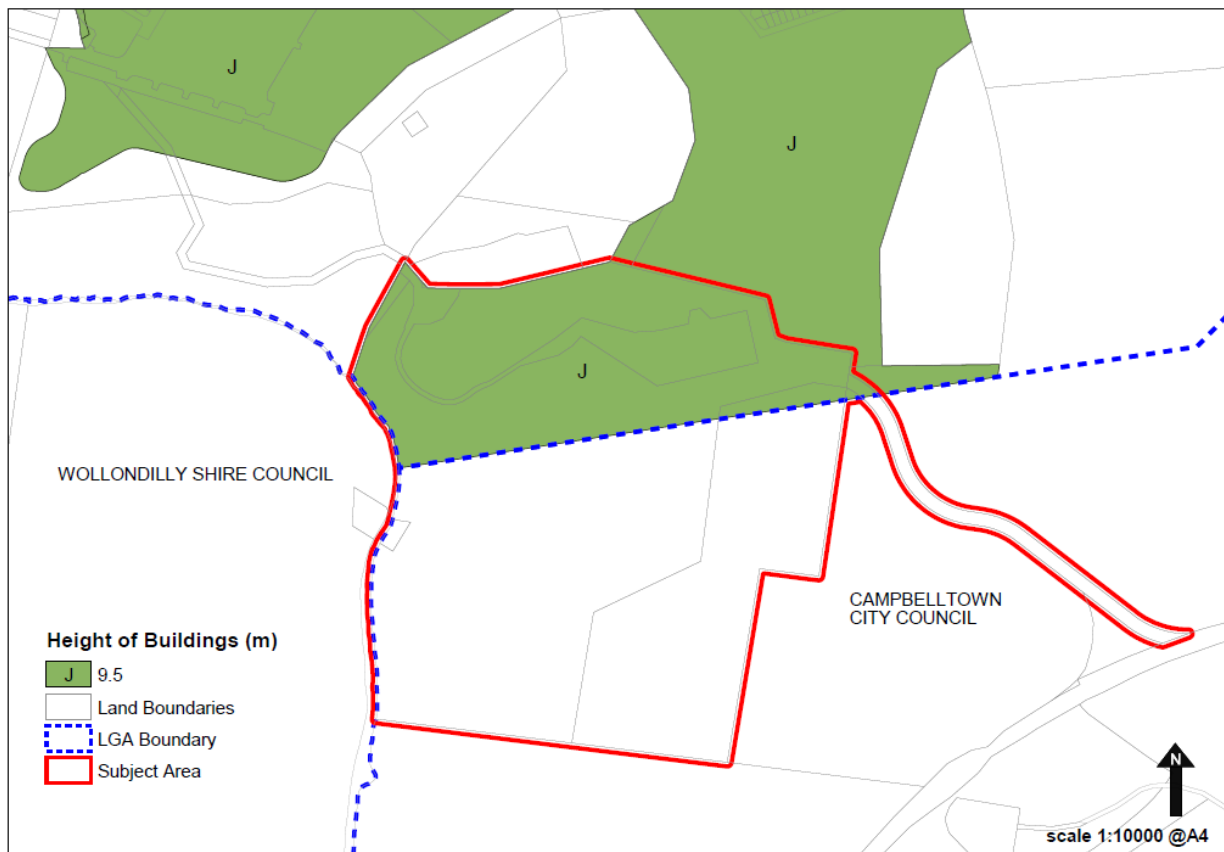 J
J
J
WOLLONDILLY SHIRE COUNCIL
CAMPBELLTOWN
CITY COUNCIL
Height of Buildings (m)
J 9.5
Land Boundaries
LGA Boundary
Subject Area
N
scale 1:10000 @A4